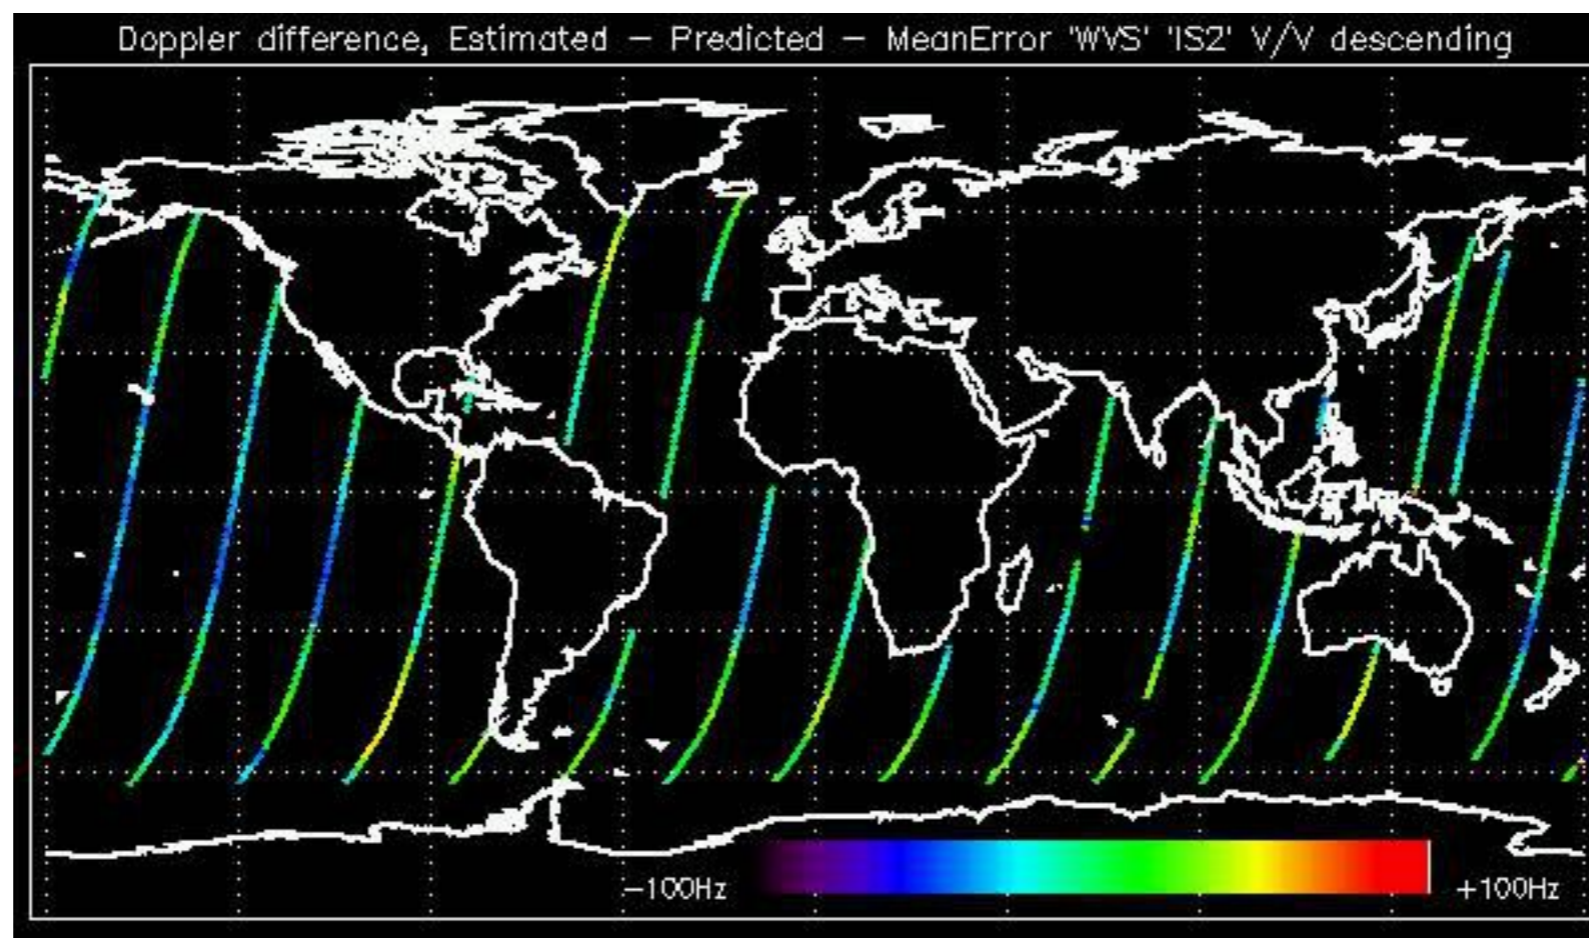 Doppler difference, Estimated – Predicted – MeanError 'WVS' 'IS2' V/V descending
–100Hz +100Hz